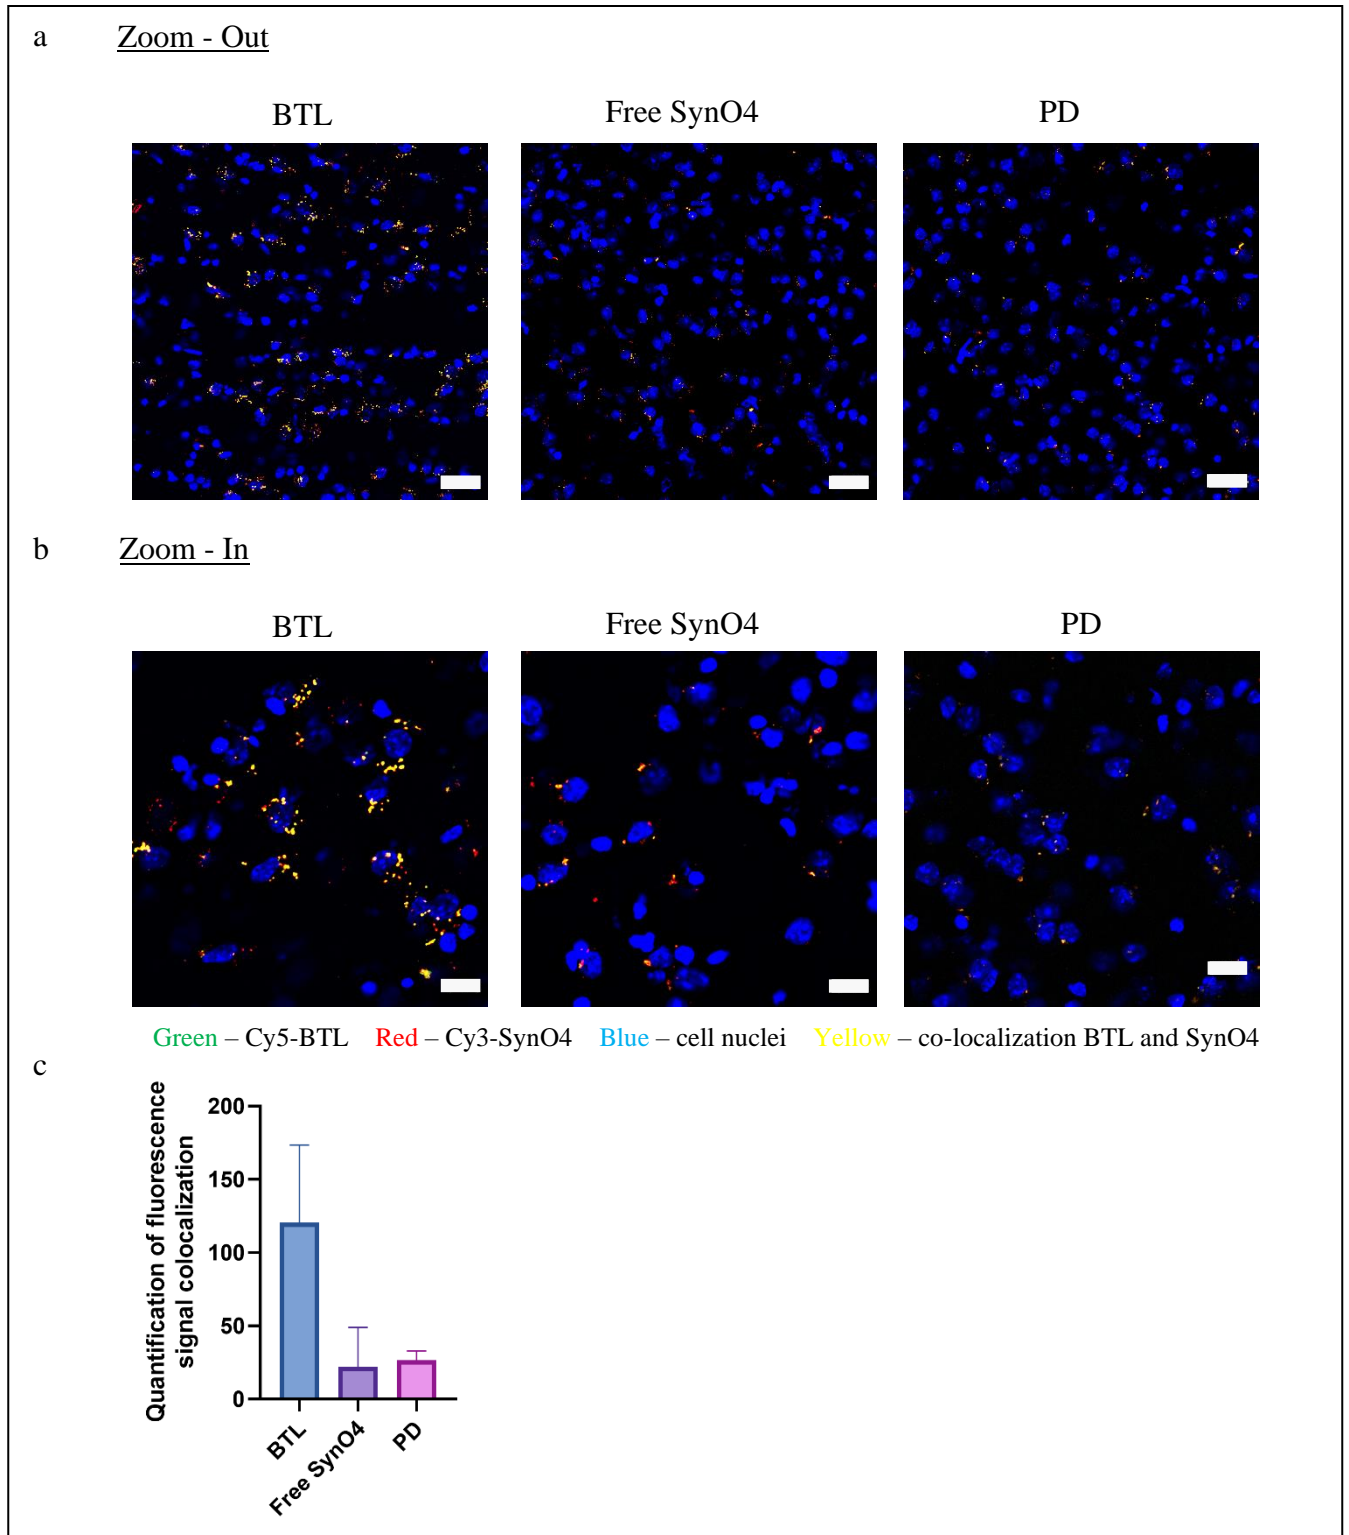 a Zoom - Out
BTL Free SynO4 PD
b Zoom - In
BTL Free SynO4 PD
Green – Cy5-BTL Red – Cy3-SynO4 Blue – cell nuclei Yellow – co-localization BTL and SynO4
c
Quantification of fluorescence
signal colocalization
200
150
100
50
0
BTL
Free SynO4
PD